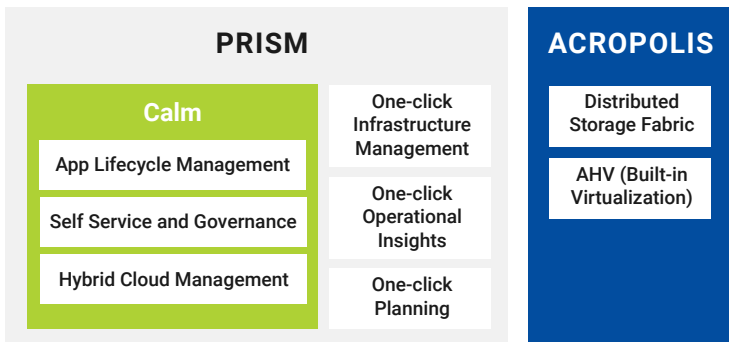 PRISM
Calm
App Lifecycle Management
Self Service and Governance
Hybrid Cloud Management
One-click
Infrastructure
Management
One-click
Operational
Insights
One-click
Planning
ACROPOLIS
Distributed
Storage Fabric
AHV (Built-in
Virtualization)